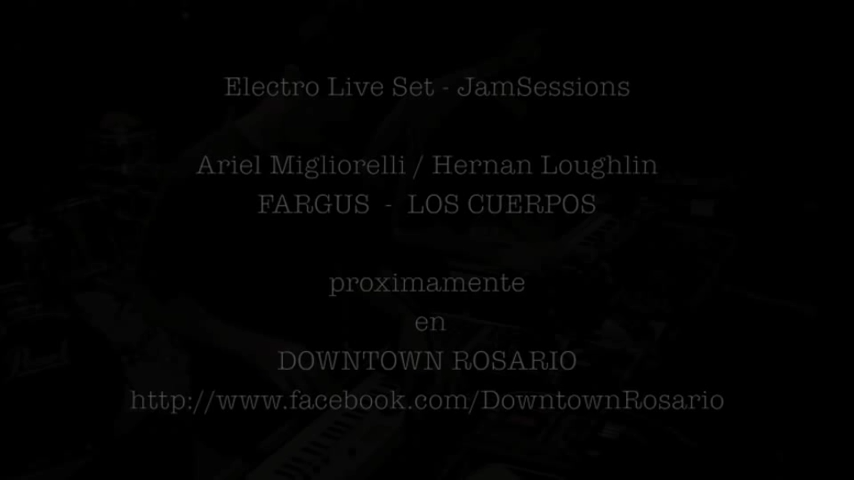 Electro Live Set - JamSessions
Ariel Migliorelli / Hernan Loughlin
FARGUS - LOS CUERPOS
proximamente
en
DOWNTOWN ROSARIO
http://www.facebook.com/DowntownRosario